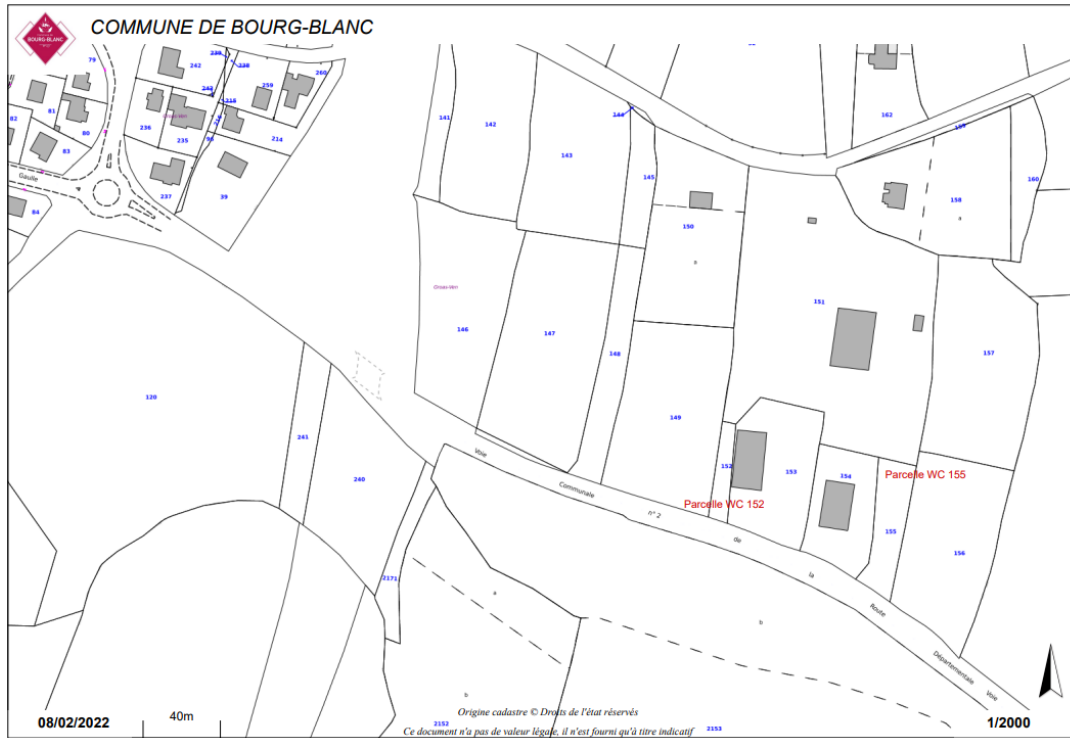 COMMUNE DE BOURG-BLANC
BOURG-BLANC
79
242
239
238
259
260
81
82
80
83
236
235
237
39
214
Gaulle
84
141
142
143
144
145
162
159
160
158
a
150
a
151
Croas-Verr
146
147
148
149
157
120
241
240
152
153
154
Parcelle WC 155
Parcelle WC 152
155
156
Voie
Communale
n° 2
de
la
Route
Départementale
Voie
2171
a
b
b
08/02/2022
40m
2152
2153
Origine cadastre © Droits de l'état réservés
Ce document n'a pas de valeur légale, il n'est fourni qu'à titre indicatif
1/2000